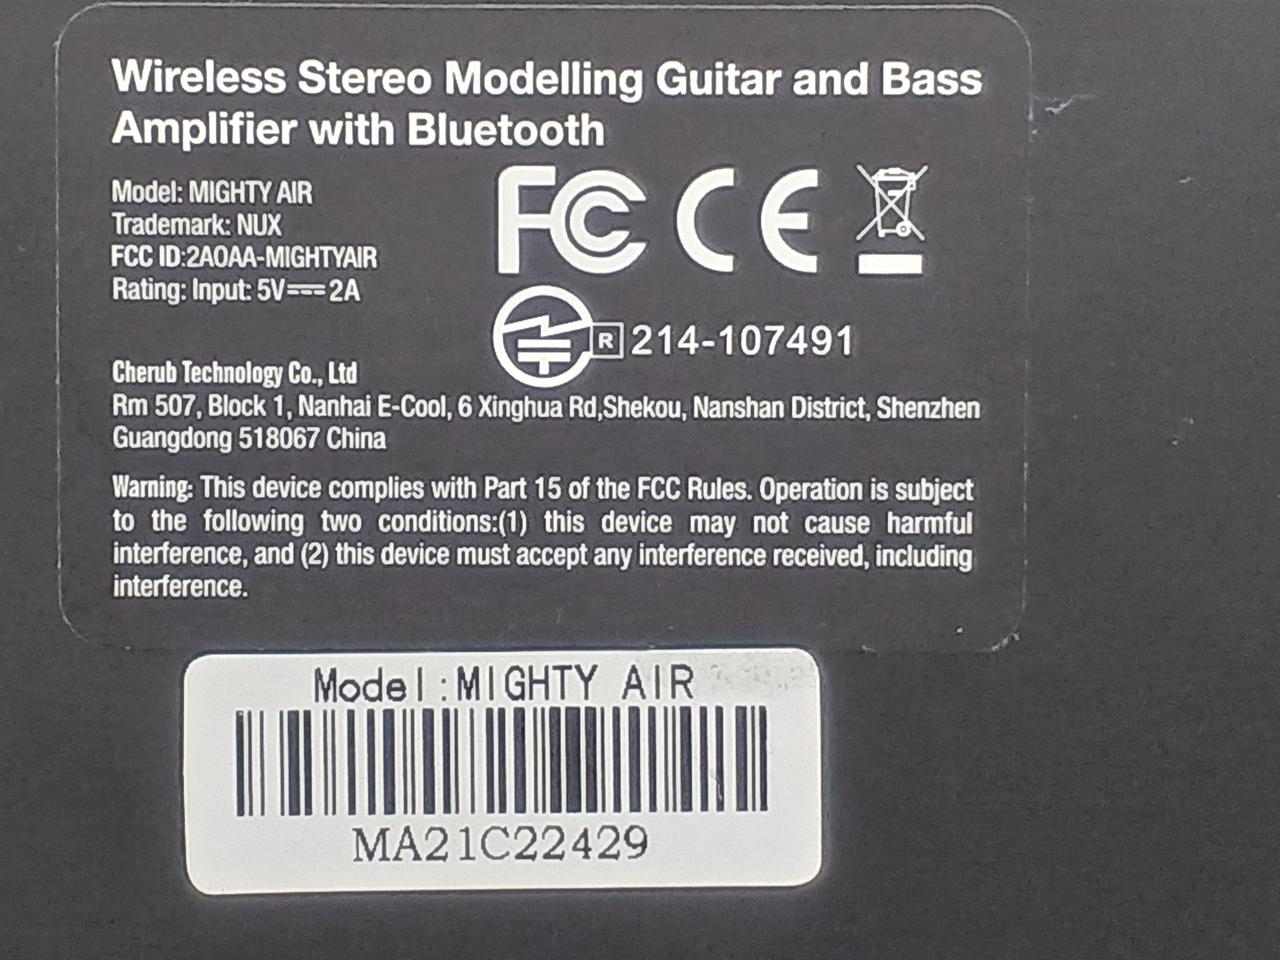 Wireless Stereo Modelling Guitar and Bass
Amplifier with Bluetooth
Model: MIGHTY AIR
Trademark: NUX
FCC ID:2AOAA-MIGHTYAIR
Rating: Input: 5V⎓2A
FC CE
R 214-107491
Cherub Technology Co., Ltd
Rm 507, Block 1, Nanhai E-Cool, 6 Xinghua Rd,Shekou, Nanshan District, Shenzhen
Guangdong 518067 China
Warning: This device complies with Part 15 of the FCC Rules. Operation is subject
to the following two conditions:(1) this device may not cause harmful
interference, and (2) this device must accept any interference received, including
interference.
Model:MIGHTY AIR
MA21C22429